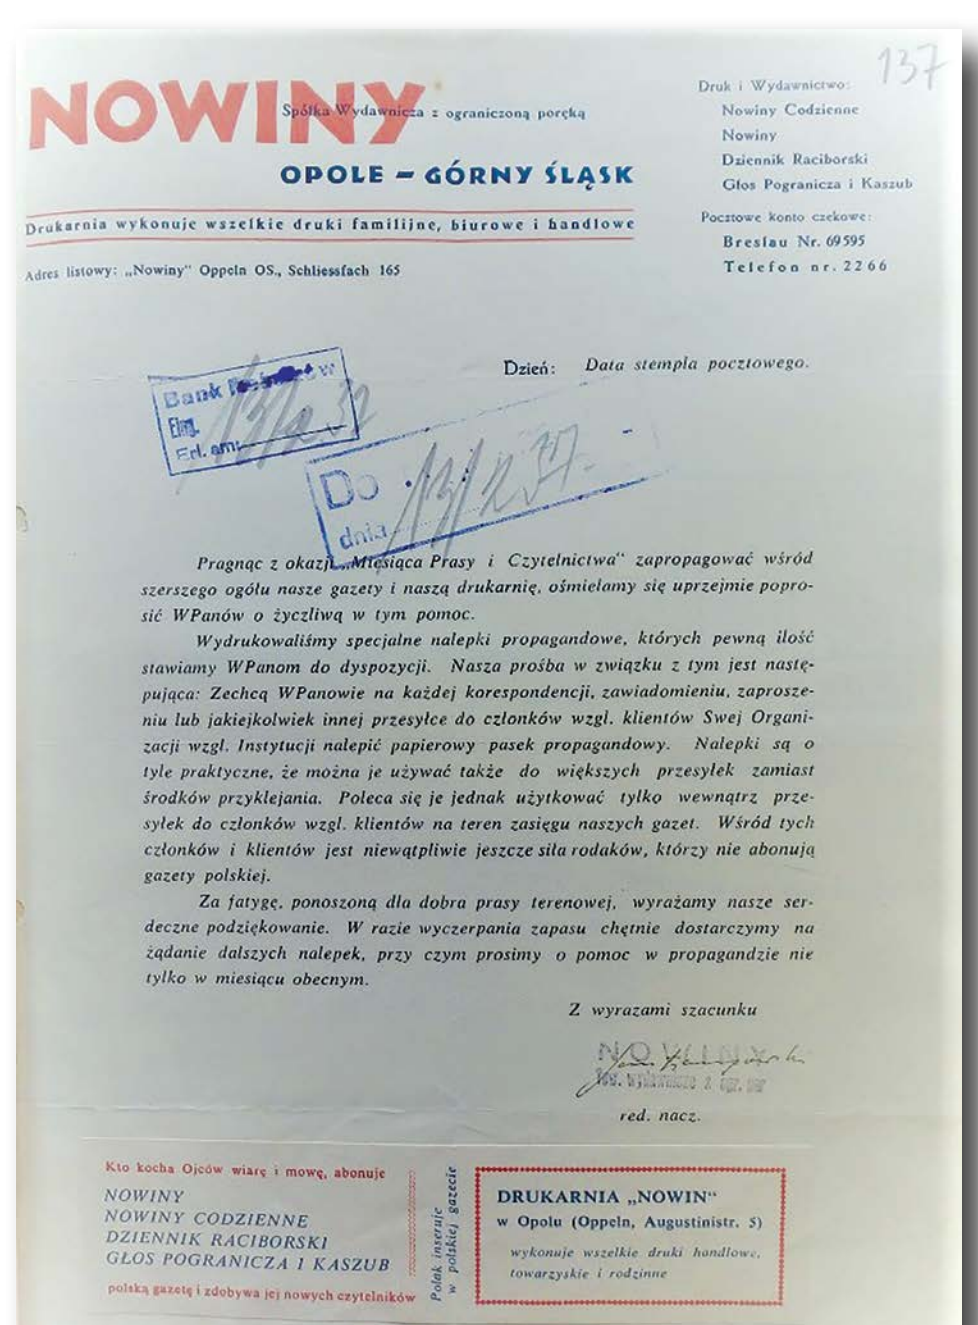 137
NOWINY
Spółka Wydawnicza z ograniczoną poręką
OPOLE – GÓRNY ŚLĄSK
Drukarnia wykonuje wszelkie druki familijne, biurowe i handlowe
Adres listowy: „Nowiny" Oppeln OS., Schliessfach 165
Druk i Wydawnictwo:
Nowiny Codzienne
Nowiny
Dziennik Raciborski
Głos Pogranicza i Kaszub
Pocztowe konto czekowe:
Breslau Nr. 69595
Telefon nr. 2266
Dzień: Data stempla pocztowego.
Bank
Eing.
Erl. am:
Do
dnia
Pragnąc z okazji „Miesiąca Prasy i Czytelnictwa" zapropagować wśród
szerszego ogółu nasze gazety i naszą drukarnię, ośmielamy się uprzejmie popro-
sić WPanów o życzliwą w tym pomoc.
Wydrukowaliśmy specjalne nalepki propagandowe, których pewną ilość
stawiamy WPanom do dyspozycji. Nasza prośba w związku z tym jest nastę-
pująca: Zechcą WPanowie na każdej korespondencji, zawiadomieniu, zaprosze-
niu lub jakiejkolwiek innej przesyłce do członków wzgl. klientów Swej Organi-
zacji wzgl. Instytucji nalepić papierowy pasek propagandowy. Nalepki są o
tyle praktyczne, że można je używać także do większych przesyłek zamiast
środków przyklejania. Poleca się je jednak użytkować tylko wewnątrz prze-
syłek do członków wzgl. klientów na teren zasięgu naszych gazet. Wśród tych
członków i klientów jest niewątpliwie jeszcze siła rodaków, którzy nie abonują
gazety polskiej.
Za fatygę, ponoszoną dla dobra prasy terenowej, wyrażamy nasze ser-
deczne podziękowanie. W razie wyczerpania zapasu chętnie dostarczymy na
żądanie dalszych nalepek, przy czym prosimy o pomoc w propagandzie nie
tylko w miesiącu obecnym.
Z wyrazami szacunku
NOWINY
red. nacz.
Kto kocha Ojców wiarę i mowę, abonuje
NOWINY
NOWINY CODZIENNE
DZIENNIK RACIBORSKI
GŁOS POGRANICZA I KASZUB
polską gazetę i zdobywa jej nowych czytelników
Polak inseruje
w polskiej gazecie
DRUKARNIA „NOWIN"
w Opolu (Oppeln, Augustinistr. 5)
wykonuje wszelkie druki handlowe,
towarzyskie i rodzinne